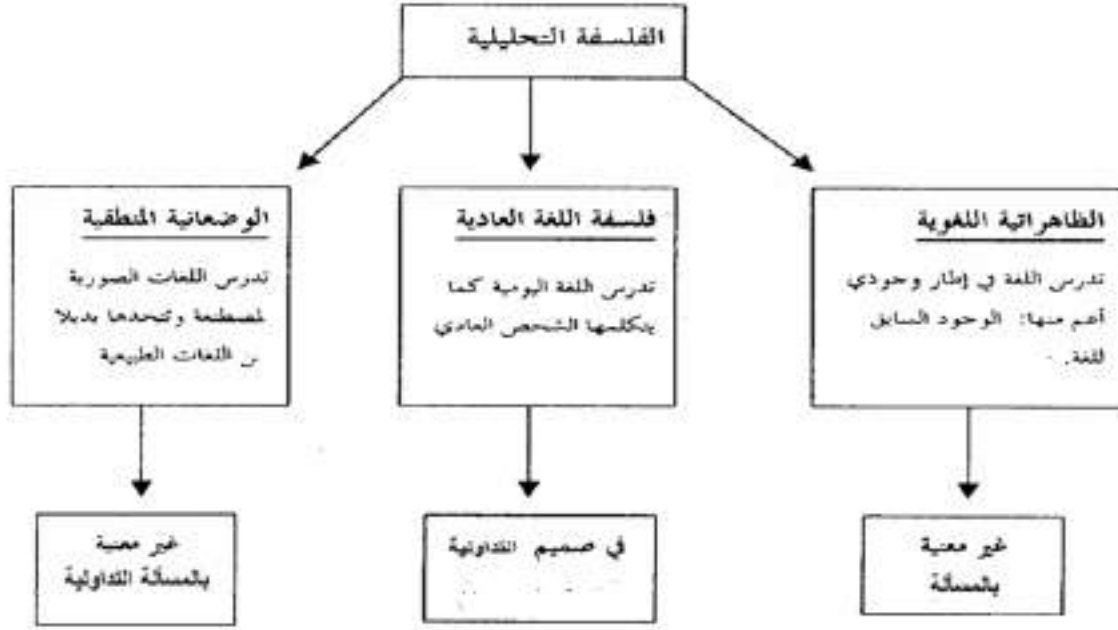 الفلسفة التحليلية
الظاهراتية اللغوية
تدرس اللغة في إطار وجودي
أعم منها: الوجود السابق
للغة.
فلسفة اللغة العادية
تدرس اللغة اليومية كما
يتكلمها الشخص العادي
الوضعانية المنطقية
تدرس اللغات الصورية
لمصطنعة وتتخذها بديلا
ن اللغات الطبيعية
غير معنية
بالمسألة
في صميم التداولية
غير معنية
بالمسألة التداولية